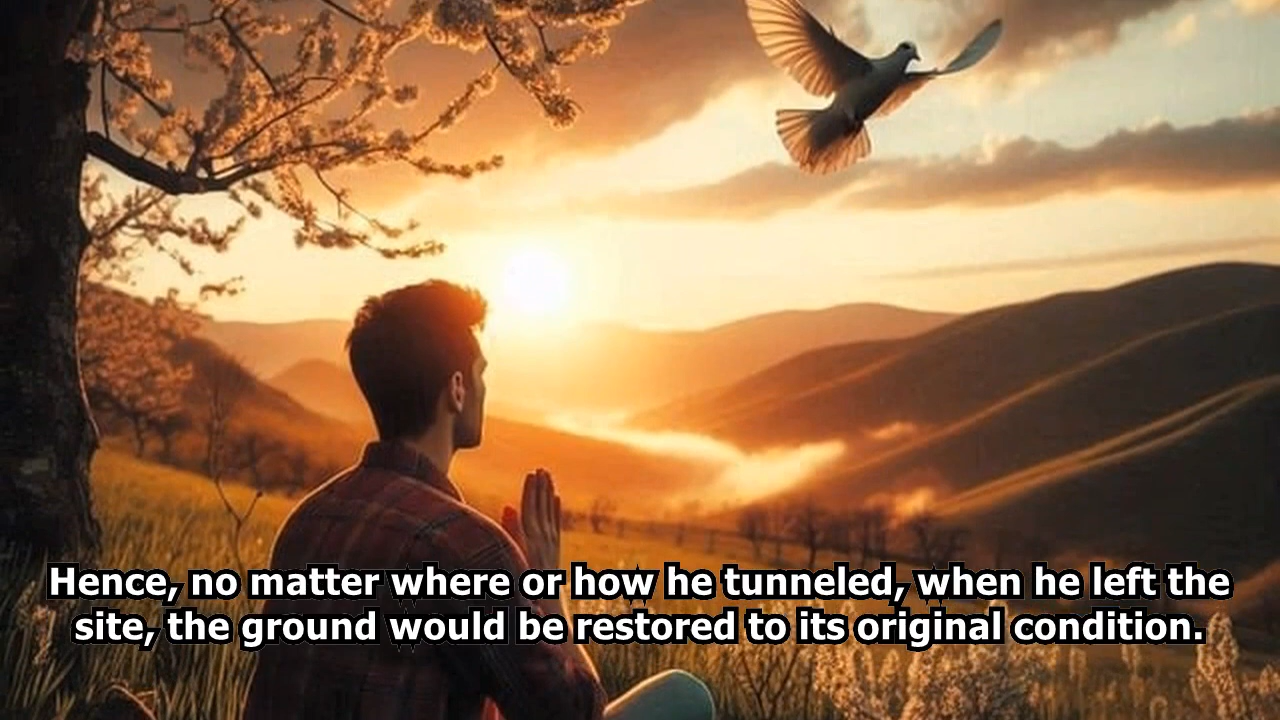 Hence, no matter where or how he tunneled, when he left the
site, the ground would be restored to its original condition.